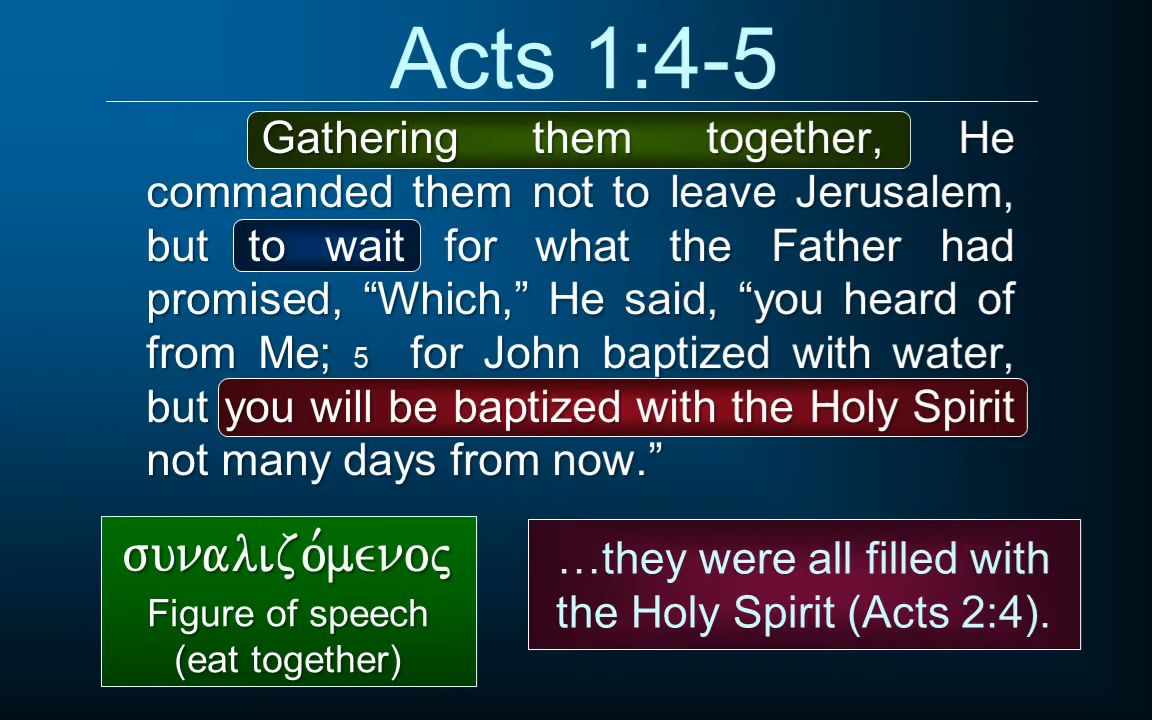 Acts 1:4-5
Gathering them together, He
commanded them not to leave Jerusalem,
but to wait for what the Father had
promised, “Which,” He said, “you heard of
from Me; 5 for John baptized with water,
but you will be baptized with the Holy Spirit
not many days from now.”
συναλιζόμενος
Figure of speech
(eat together)
…they were all filled with
the Holy Spirit (Acts 2:4).